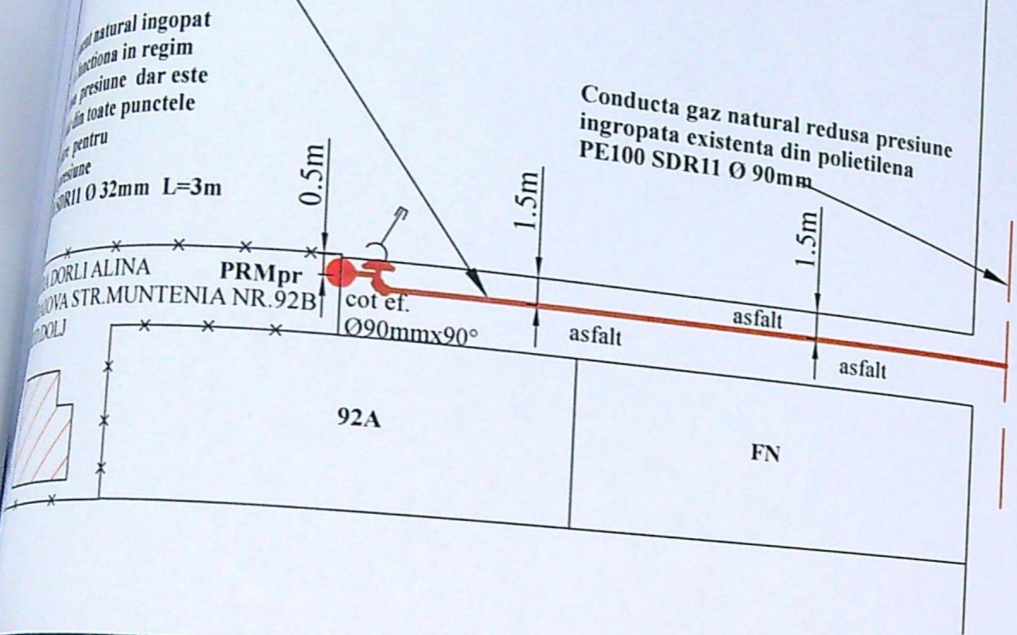 natural ingopat
in regim
presiune dar este
din toate punctele
pentru
SDR11 Ø 32mm L=3m
Conducta gaz natural redusa presiune
ingropata existenta din polietilena
PE100 SDR11 Ø 90mm
0.5m
1.5m
1.5m
DORLI ALINA
PRMpr
STR.MUNTENIA NR.92B
DOLJ
cot ef.
Ø90mmx90°
asfalt
asfalt
asfalt
92A
FN